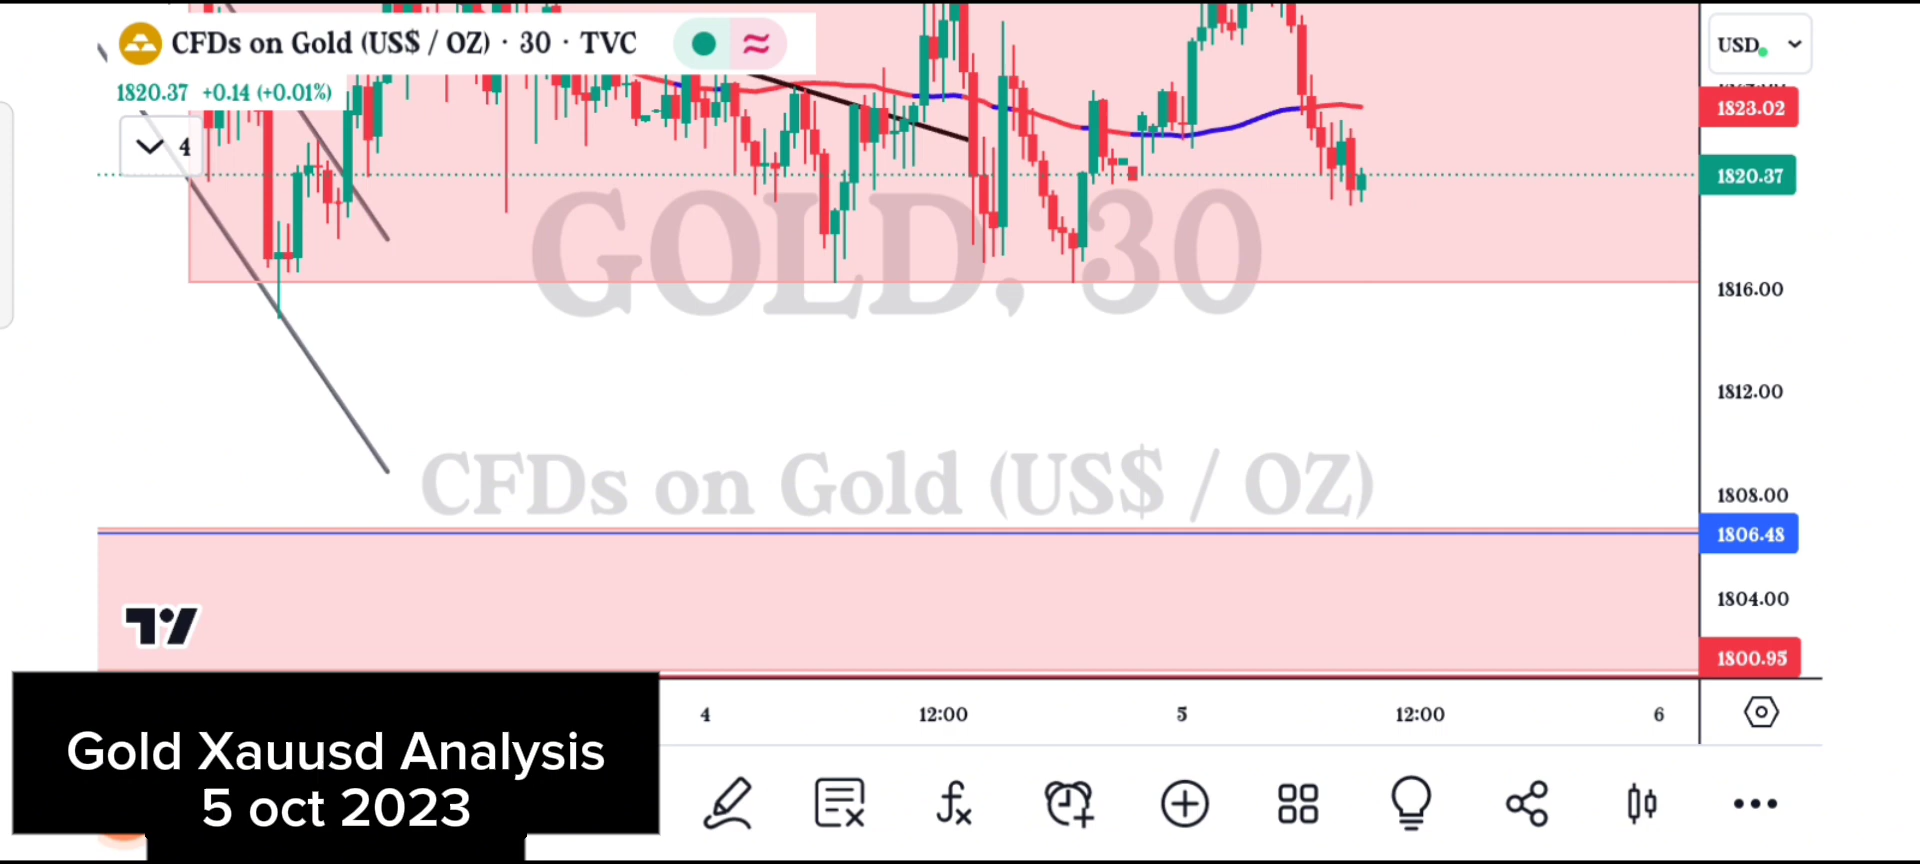 CFDs on Gold (US$ / OZ) · 30 · TVC
USD
1820.37 +0.14 (+0.01%)
1823.02
4
1820.37
GOLD, 30
1816.00
1812.00
CFDs on Gold (US$ / OZ)
1808.00
1806.48
1804.00
1800.95
4 12:00 5 12:00 6
Gold Xauusd Analysis
5 oct 2023